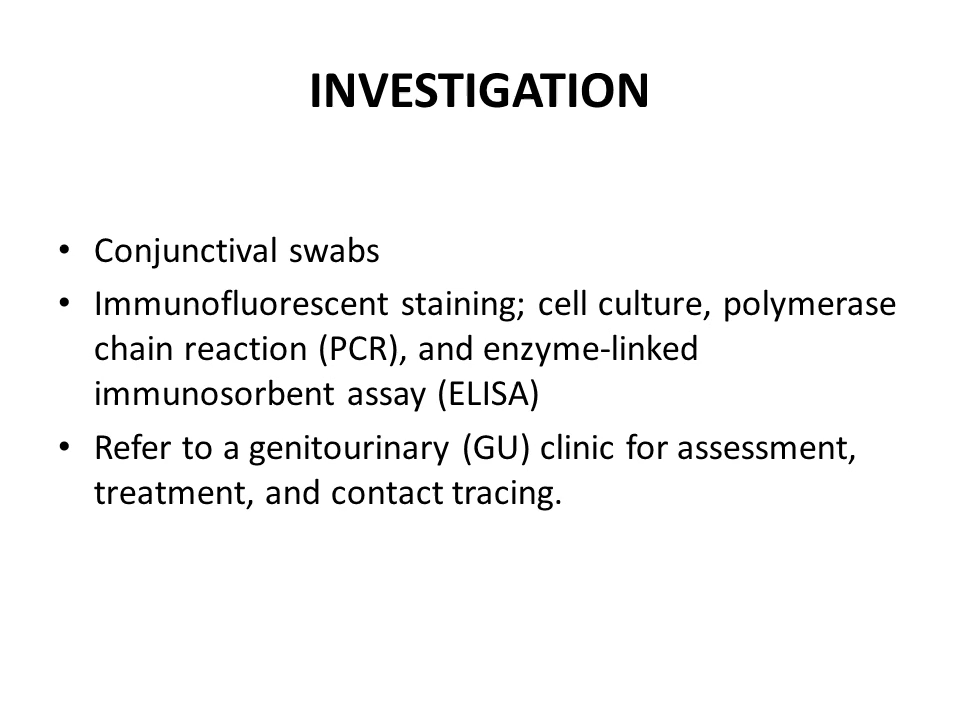 INVESTIGATION
• Conjunctival swabs
• Immunofluorescent staining; cell culture, polymerase
chain reaction (PCR), and enzyme-linked
immunosorbent assay (ELISA)
• Refer to a genitourinary (GU) clinic for assessment,
treatment, and contact tracing.